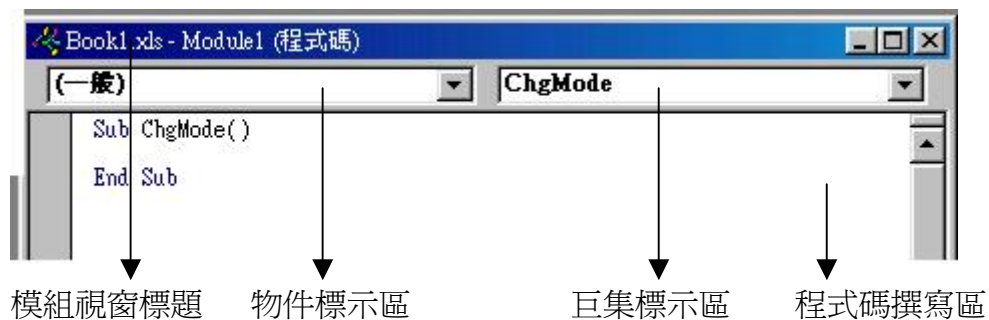 Book1.xls - Module1 (程式碼)
(一般) ChgMode
Sub ChgMode()
End Sub
模組視窗標題 物件標示區 巨集標示區 程式碼撰寫區